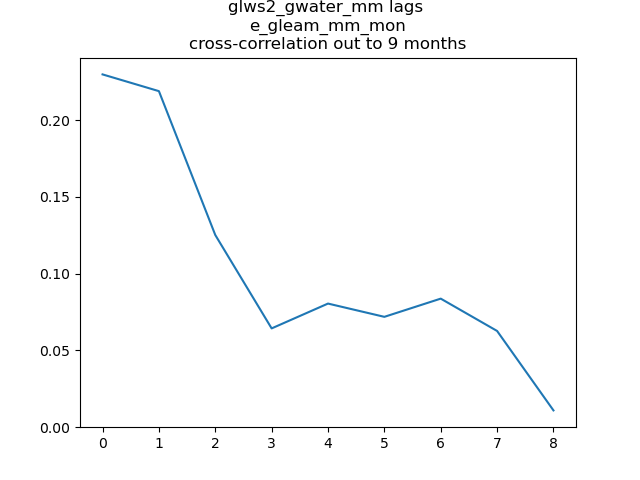 glws2_gwater_mm lags
e_gleam_mm_mon
cross-correlation out to 9 months
0.20
0.15
0.10
0.05
0.00
0 1 2 3 4 5 6 7 8